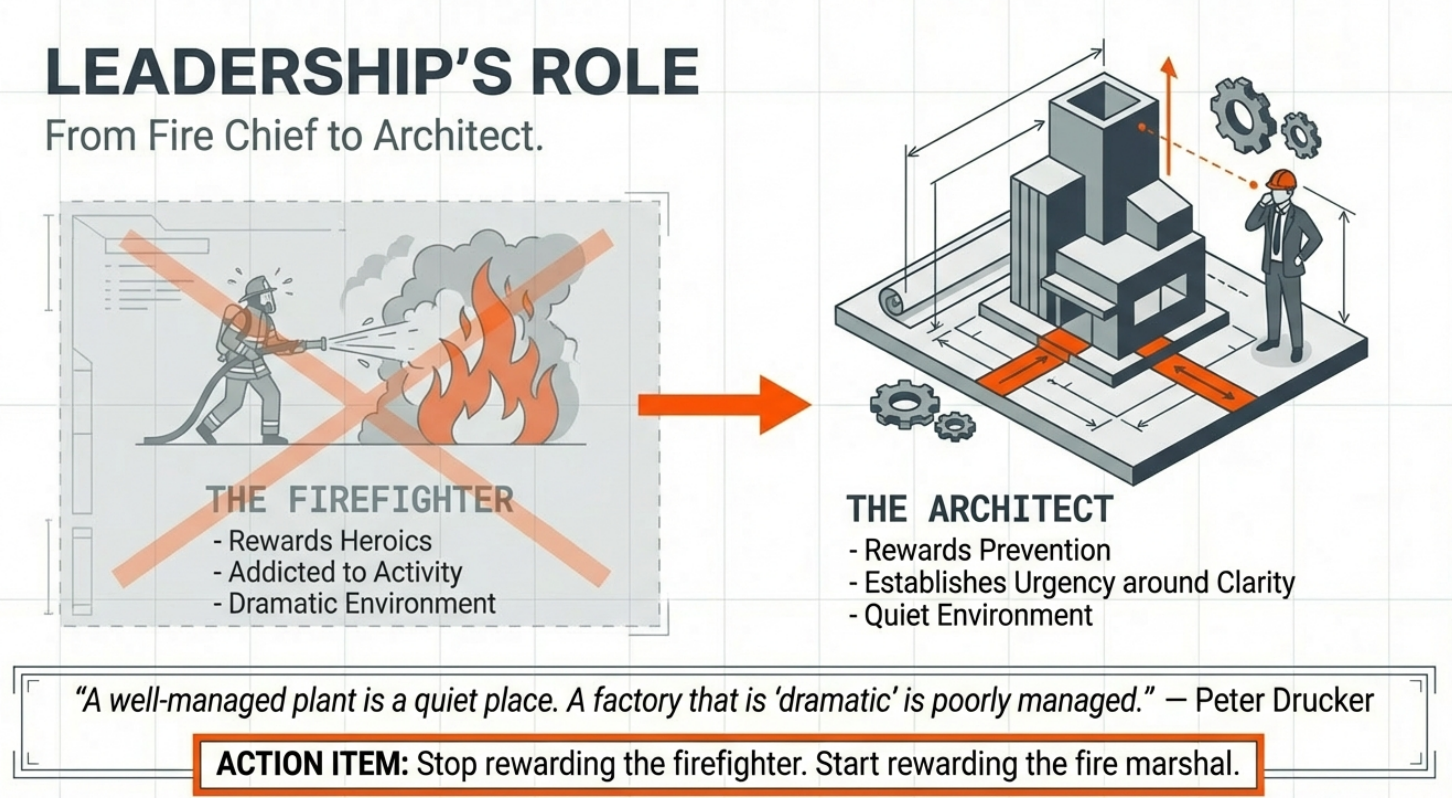 LEADERSHIP’S ROLE
From Fire Chief to Architect.
THE FIREFIGHTER
- Rewards Heroics
- Addicted to Activity
- Dramatic Environment
THE ARCHITECT
- Rewards Prevention
- Establishes Urgency around Clarity
- Quiet Environment
“A well-managed plant is a quiet place. A factory that is ‘dramatic’ is poorly managed.” — Peter Drucker
ACTION ITEM: Stop rewarding the firefighter. Start rewarding the fire marshal.